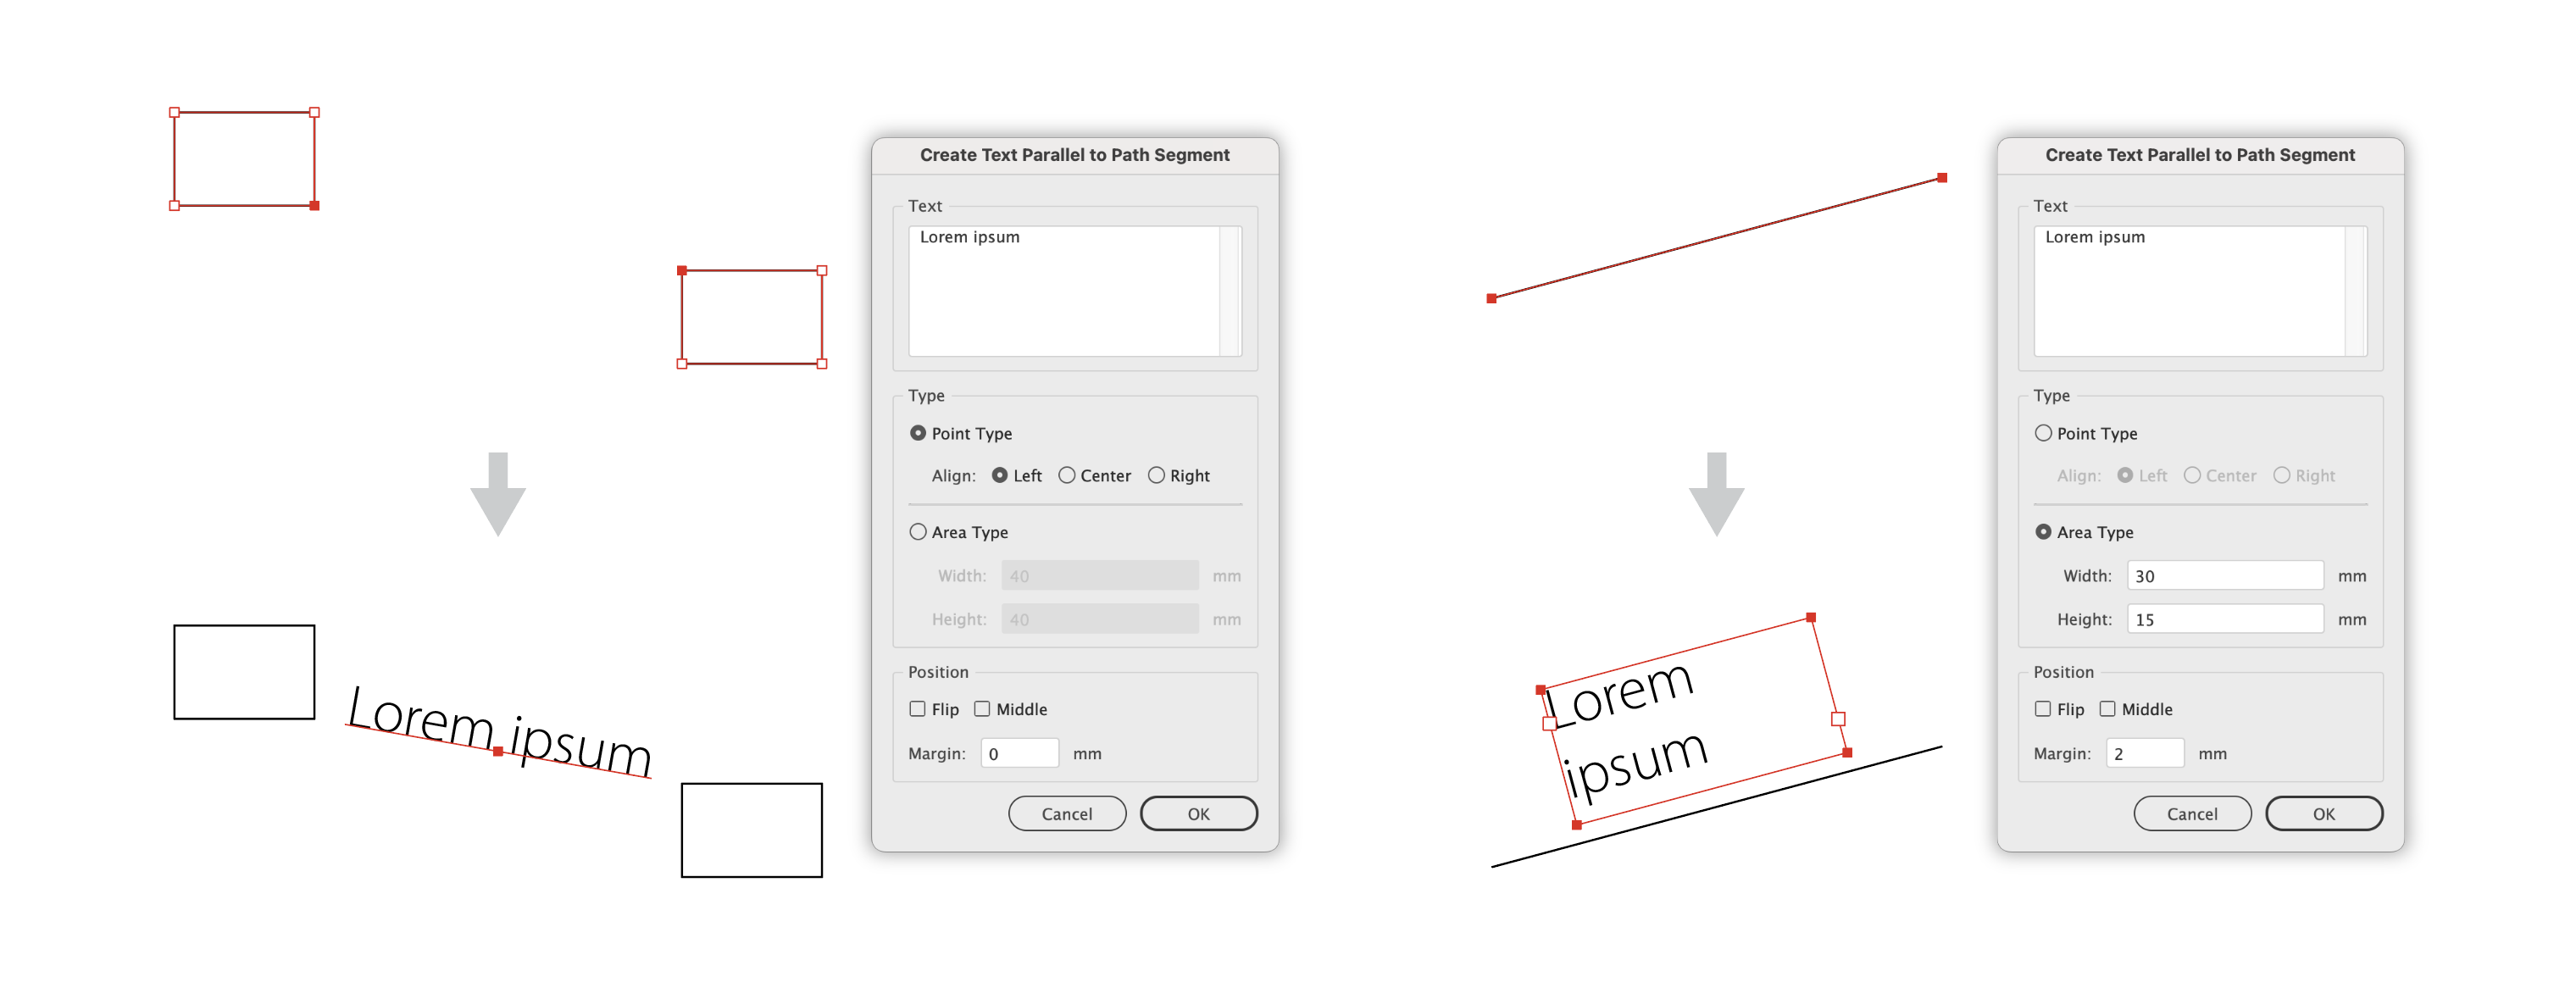 Create Text Parallel to Path Segment
Text
Lorem ipsum
Type
Point Type
Align: Left Center Right
Area Type
Width: 40 mm
Height: 40 mm
Position
Flip Middle
Margin: 0 mm
Cancel OK
Lorem ipsum
Create Text Parallel to Path Segment
Text
Lorem ipsum
Type
Point Type
Align: Left Center Right
Area Type
Width: 30 mm
Height: 15 mm
Position
Flip Middle
Margin: 2 mm
Cancel OK
Lorem
ipsum